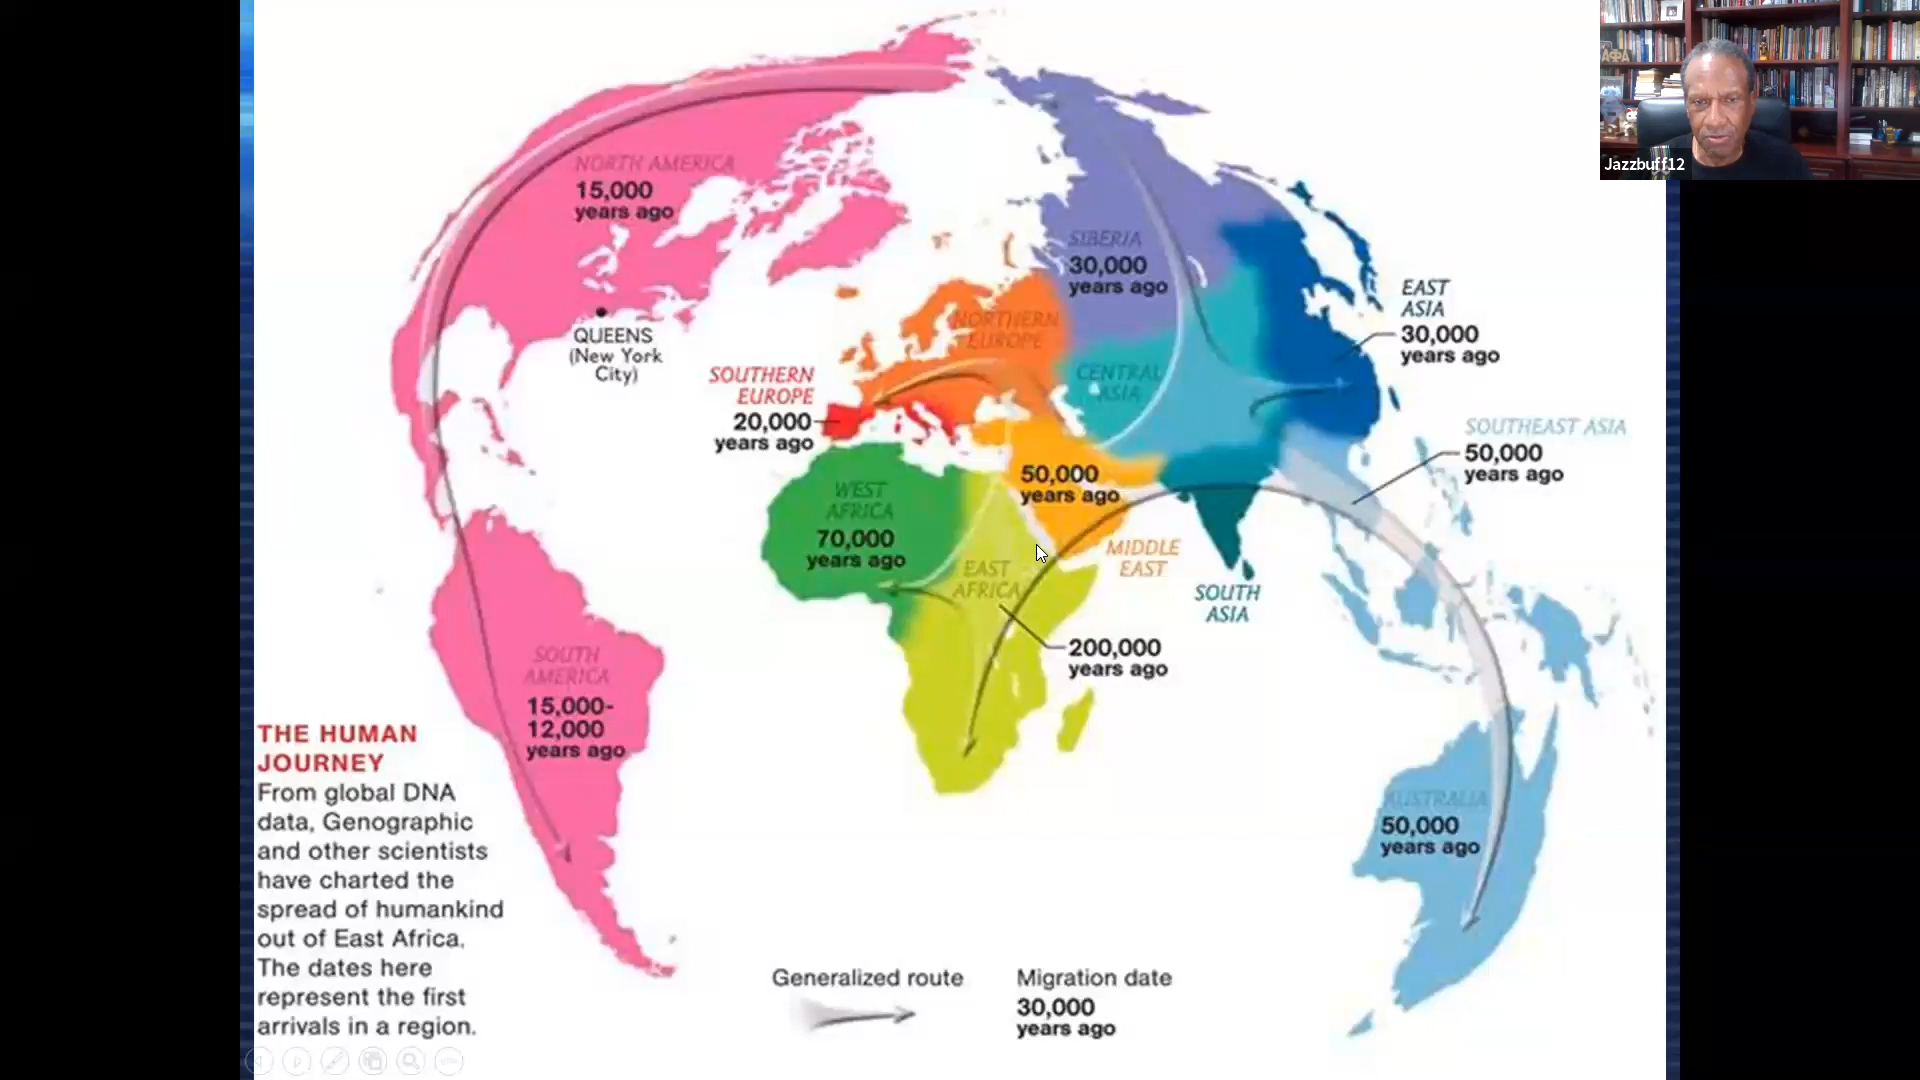 NORTH AMERICA
15,000
years ago
QUEENS
(New York
City)
SIBERIA
30,000
years ago
EAST
ASIA
30,000
years ago
NORTHERN
EUROPE
SOUTHERN
EUROPE
20,000
years ago
CENTRAL
ASIA
SOUTHEAST ASIA
50,000
years ago
50,000
years ago
MIDDLE
EAST
WEST
AFRICA
70,000
years ago
EAST
AFRICA
200,000
years ago
SOUTH
ASIA
SOUTH
AMERICA
15,000-
12,000
years ago
AUSTRALIA
50,000
years ago
THE HUMAN
JOURNEY
From global DNA
data, Genographic
and other scientists
have charted the
spread of humankind
out of East Africa.
The dates here
represent the first
arrivals in a region.
Generalized route
Migration date
30,000
years ago
ΑΦΑ
Jazzbuff12